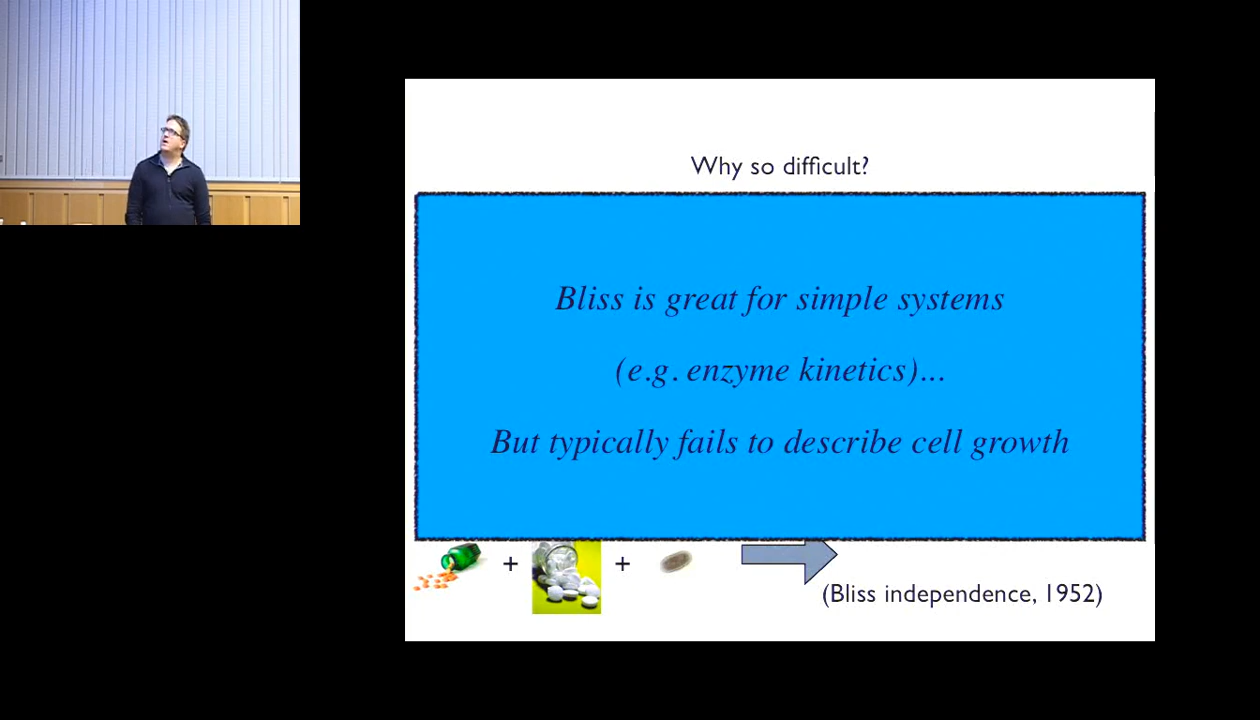 Why so difficult?
Bliss is great for simple systems
(e.g. enzyme kinetics)...
But typically fails to describe cell growth
+ +
(Bliss independence, 1952)